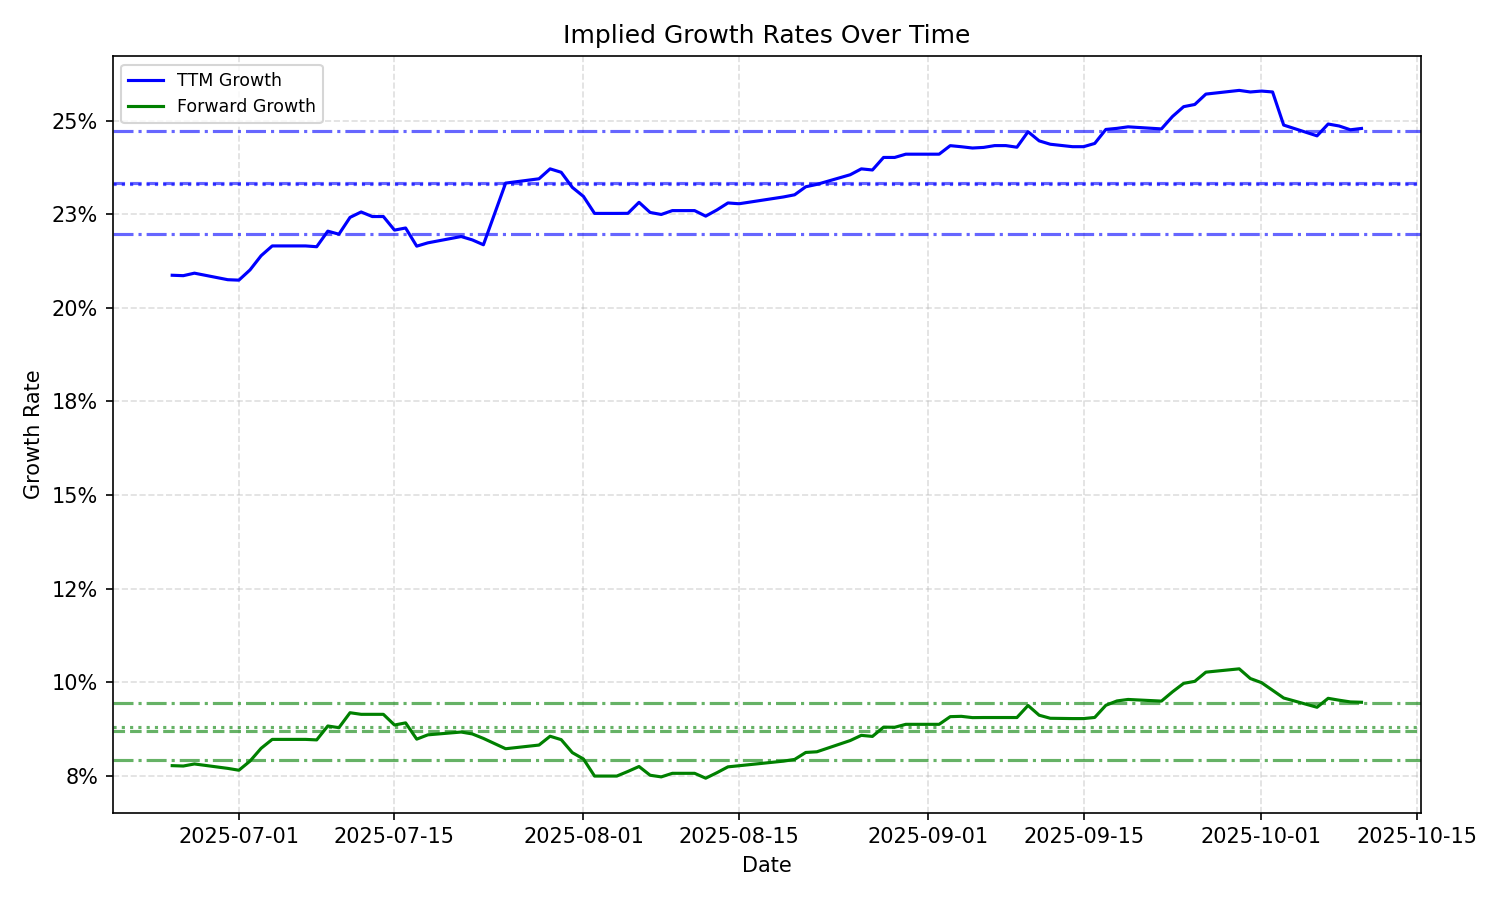 Implied Growth Rates Over Time
TTM Growth
Forward Growth
25%
23%
20%
18%
15%
12%
10%
8%
Growth Rate
2025-07-01 2025-07-15 2025-08-01 2025-08-15 2025-09-01 2025-09-15 2025-10-01 2025-10-15
Date